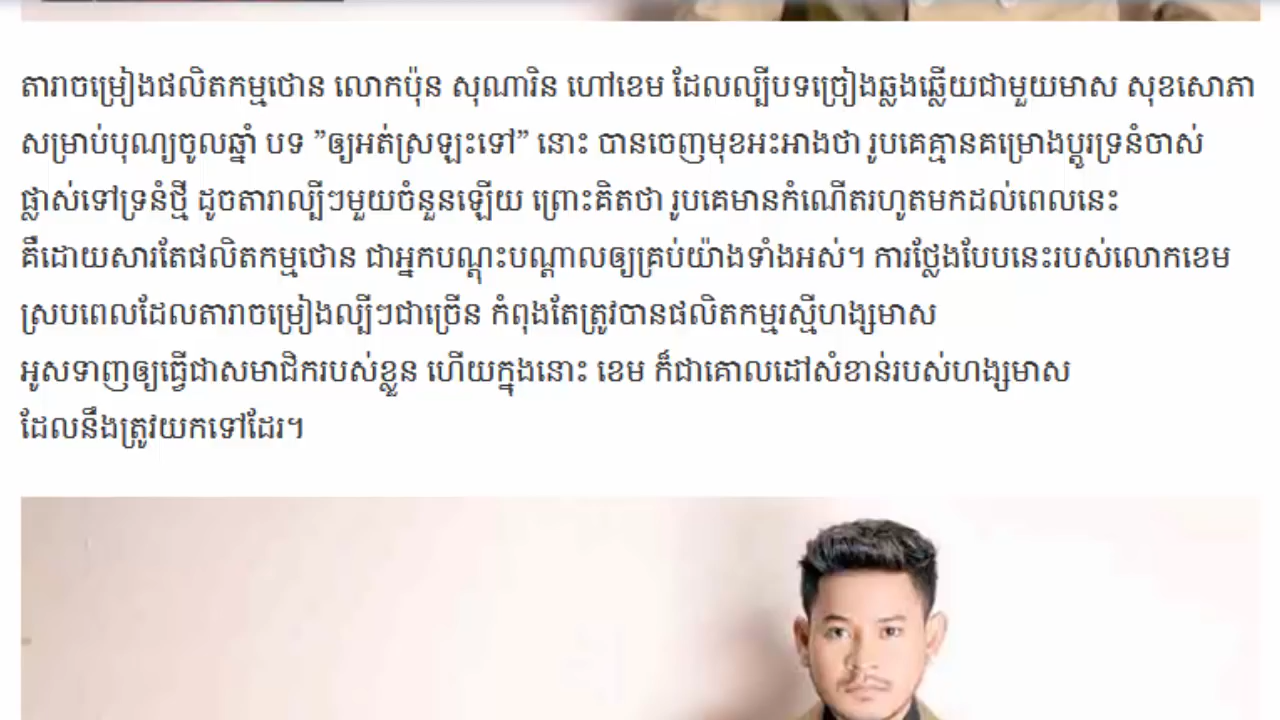 តារាចម្រៀងផលិតកម្មថោន លោកប៉ុន សុណារិន ហៅខេម ដែលល្បីបទច្រៀងឆ្លងឆ្លើយជាមួយមាស សុខសោភា
សម្រាប់បុណ្យចូលឆ្នាំ បទ ”ឲ្យអត់ស្រឡះទៅ” នោះ បានចេញមុខអះអាងថា រូបគេគ្មានគម្រោងប្តូរទ្រនំចាស់
ផ្លាស់ទៅទ្រនំថ្មី ដូចតារាល្បីៗមួយចំនួនឡើយ ព្រោះគិតថា រូបគេមានកំណើតរហូតមកដល់ពេលនេះ
គឺដោយសារតែផលិតកម្មថោន ជាអ្នកបណ្តុះបណ្តាលឲ្យគ្រប់យ៉ាងទាំងអស់។ ការថ្លែងបែបនេះរបស់លោកខេម
ស្របពេលដែលតារាចម្រៀងល្បីៗជាច្រើន កំពុងតែត្រូវបានផលិតកម្មរស្មីហង្សមាស
អូសទាញឲ្យធ្វើជាសមាជិករបស់ខ្លួន ហើយក្នុងនោះ ខេម ក៏ជាគោលដៅសំខាន់របស់ហង្សមាស
ដែលនឹងត្រូវយកទៅដែរ។